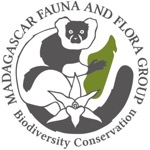 MADAGASCAR FAUNA AND FLORA GROUP
Biodiversity Conservation